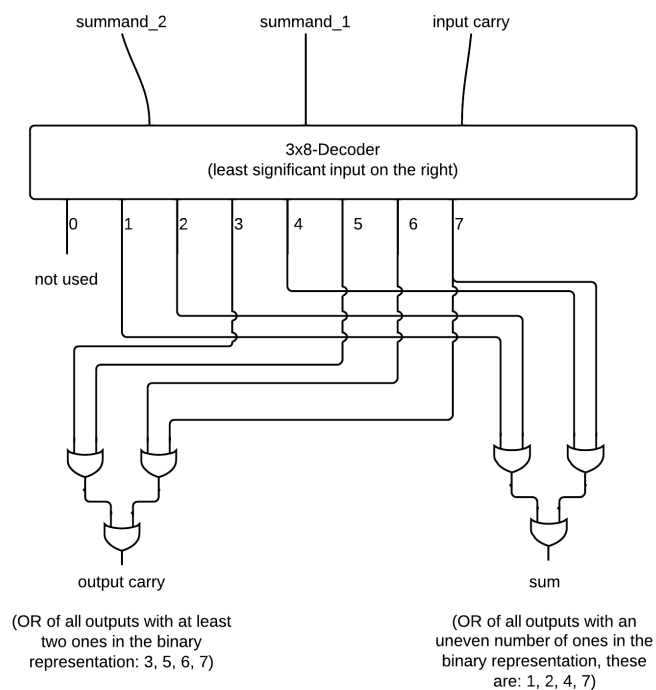 summand_2 summand_1 input carry
3x8-Decoder
(least significant input on the right)
0 1 2 3 4 5 6 7
not used
output carry
(OR of all outputs with at least
two ones in the binary
representation: 3, 5, 6, 7)
sum
(OR of all outputs with an
uneven number of ones in the
binary representation, these
are: 1, 2, 4, 7)